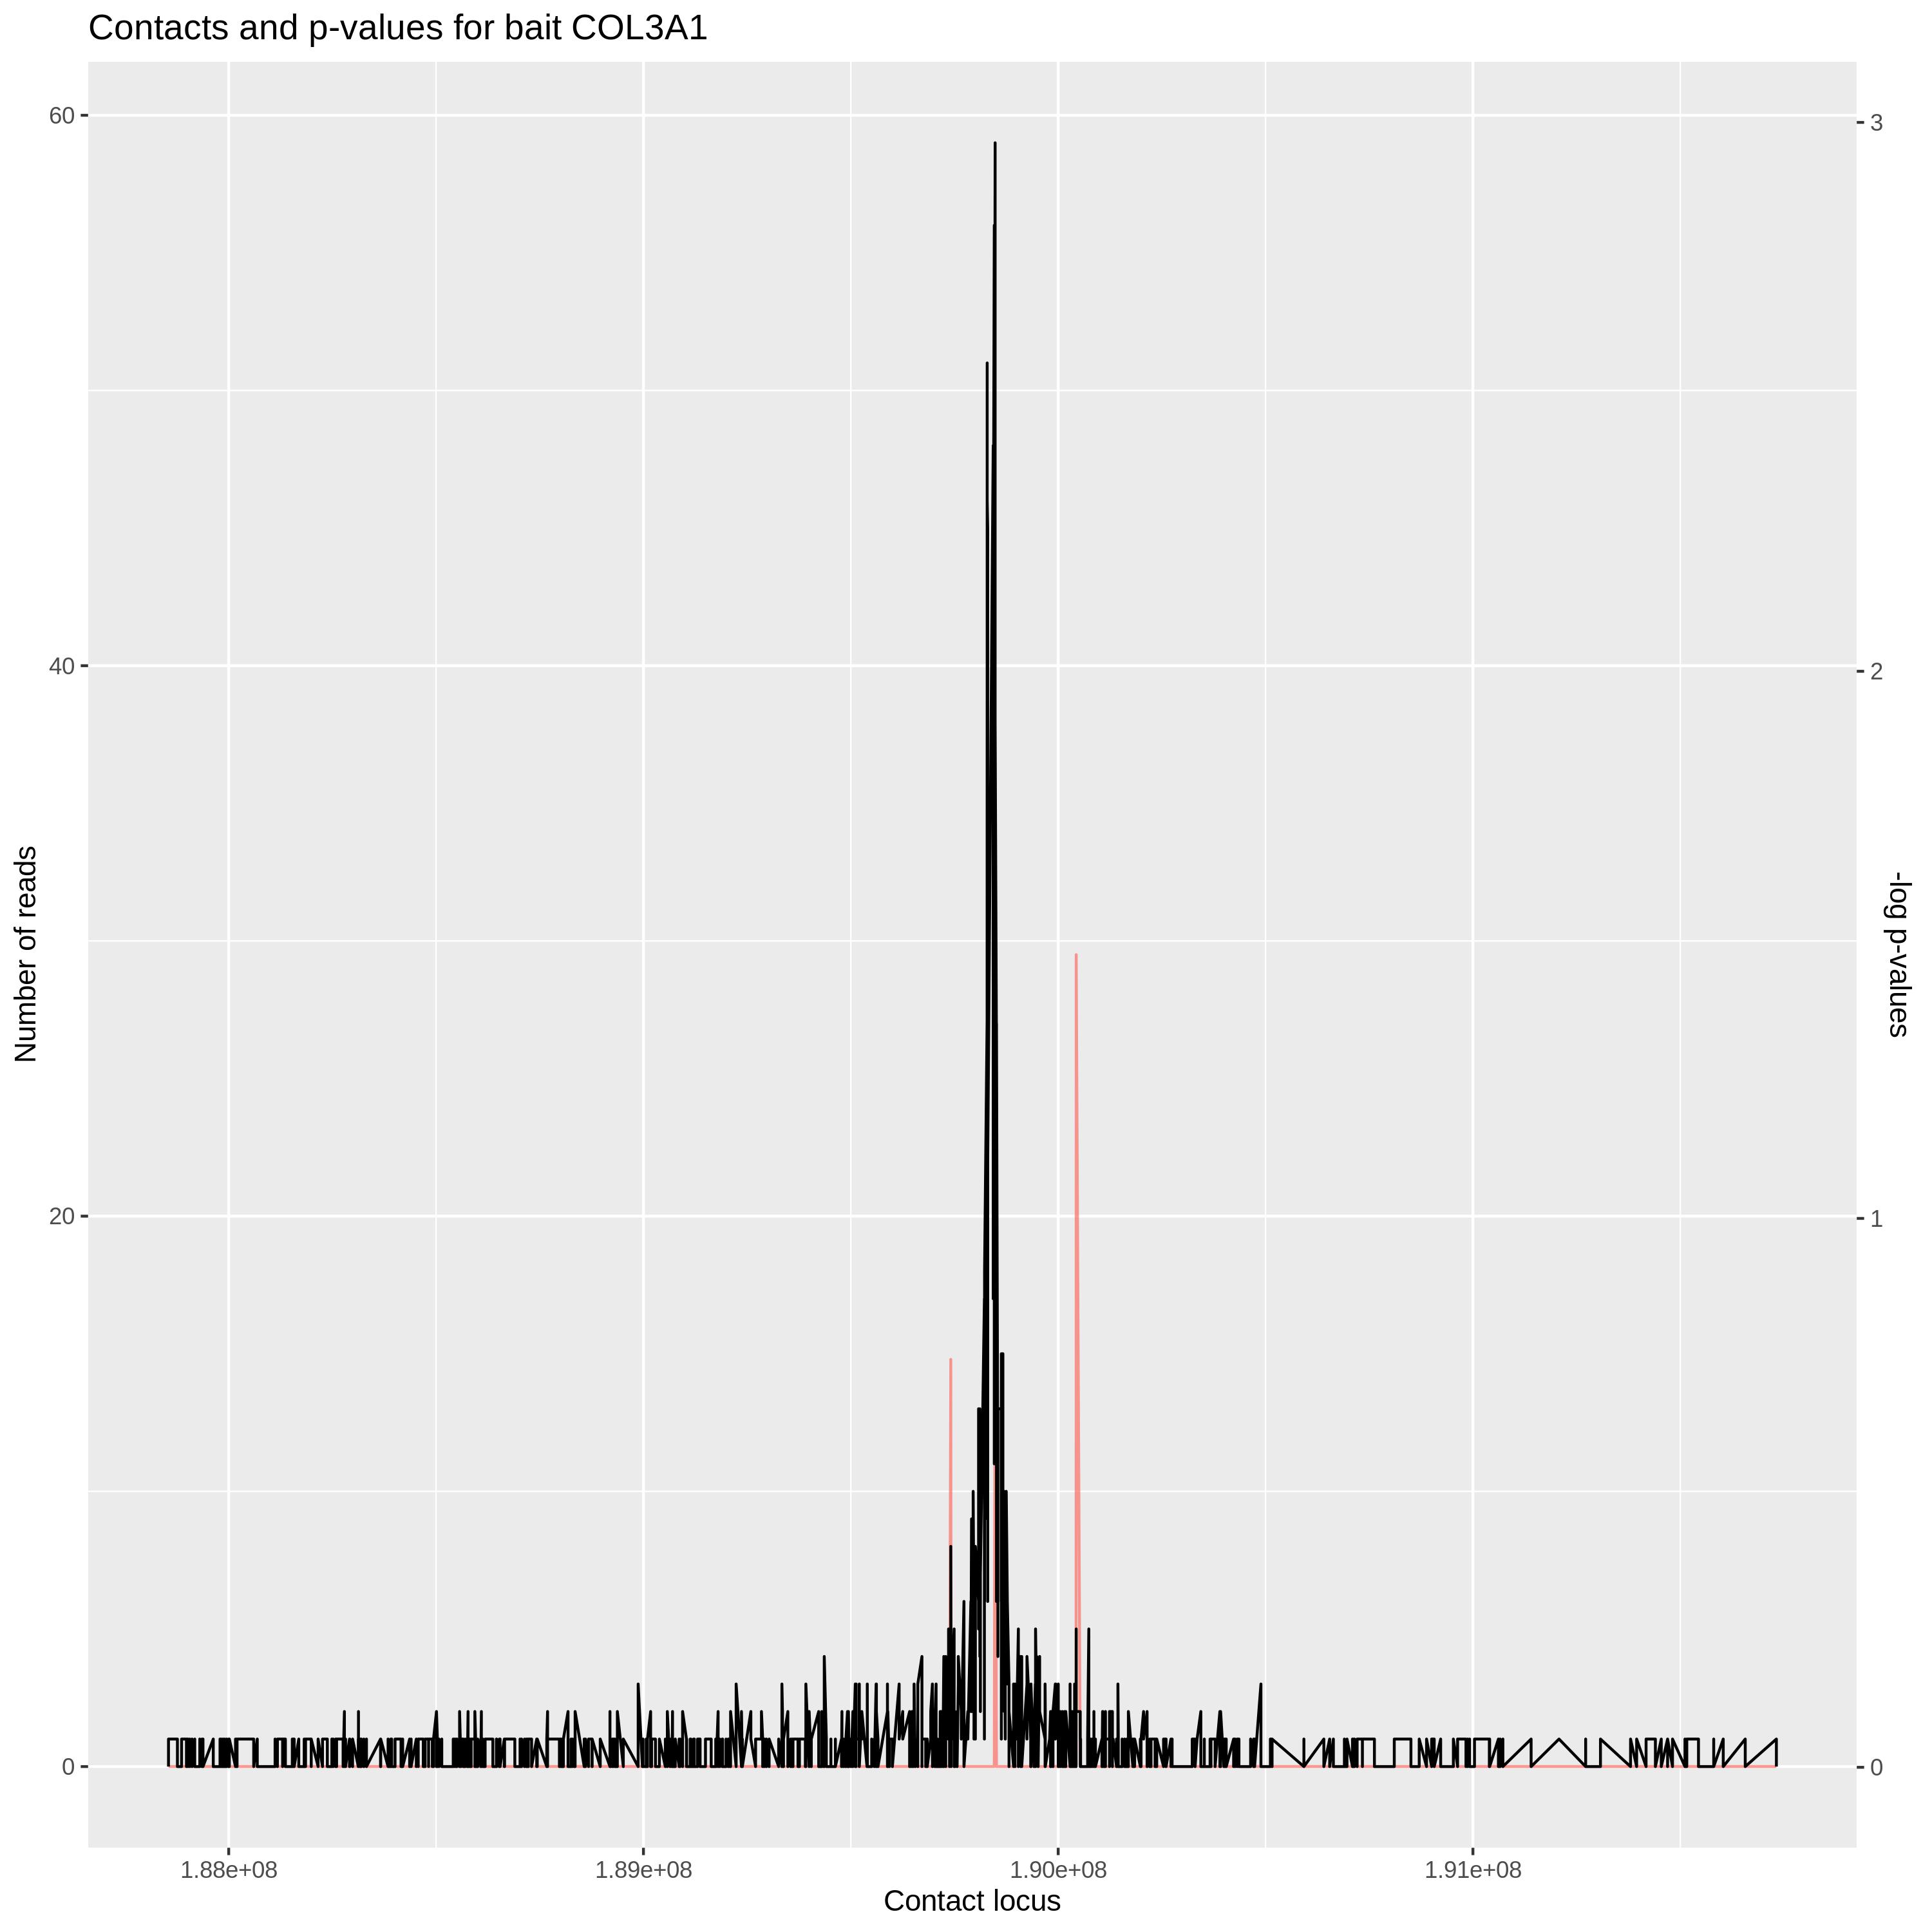 Contacts and p-values for bait COL3A1
60
40
20
0
Number of reads
3
2
1
0
-log p-values
1.88e+08 1.89e+08 1.90e+08 1.91e+08
Contact locus